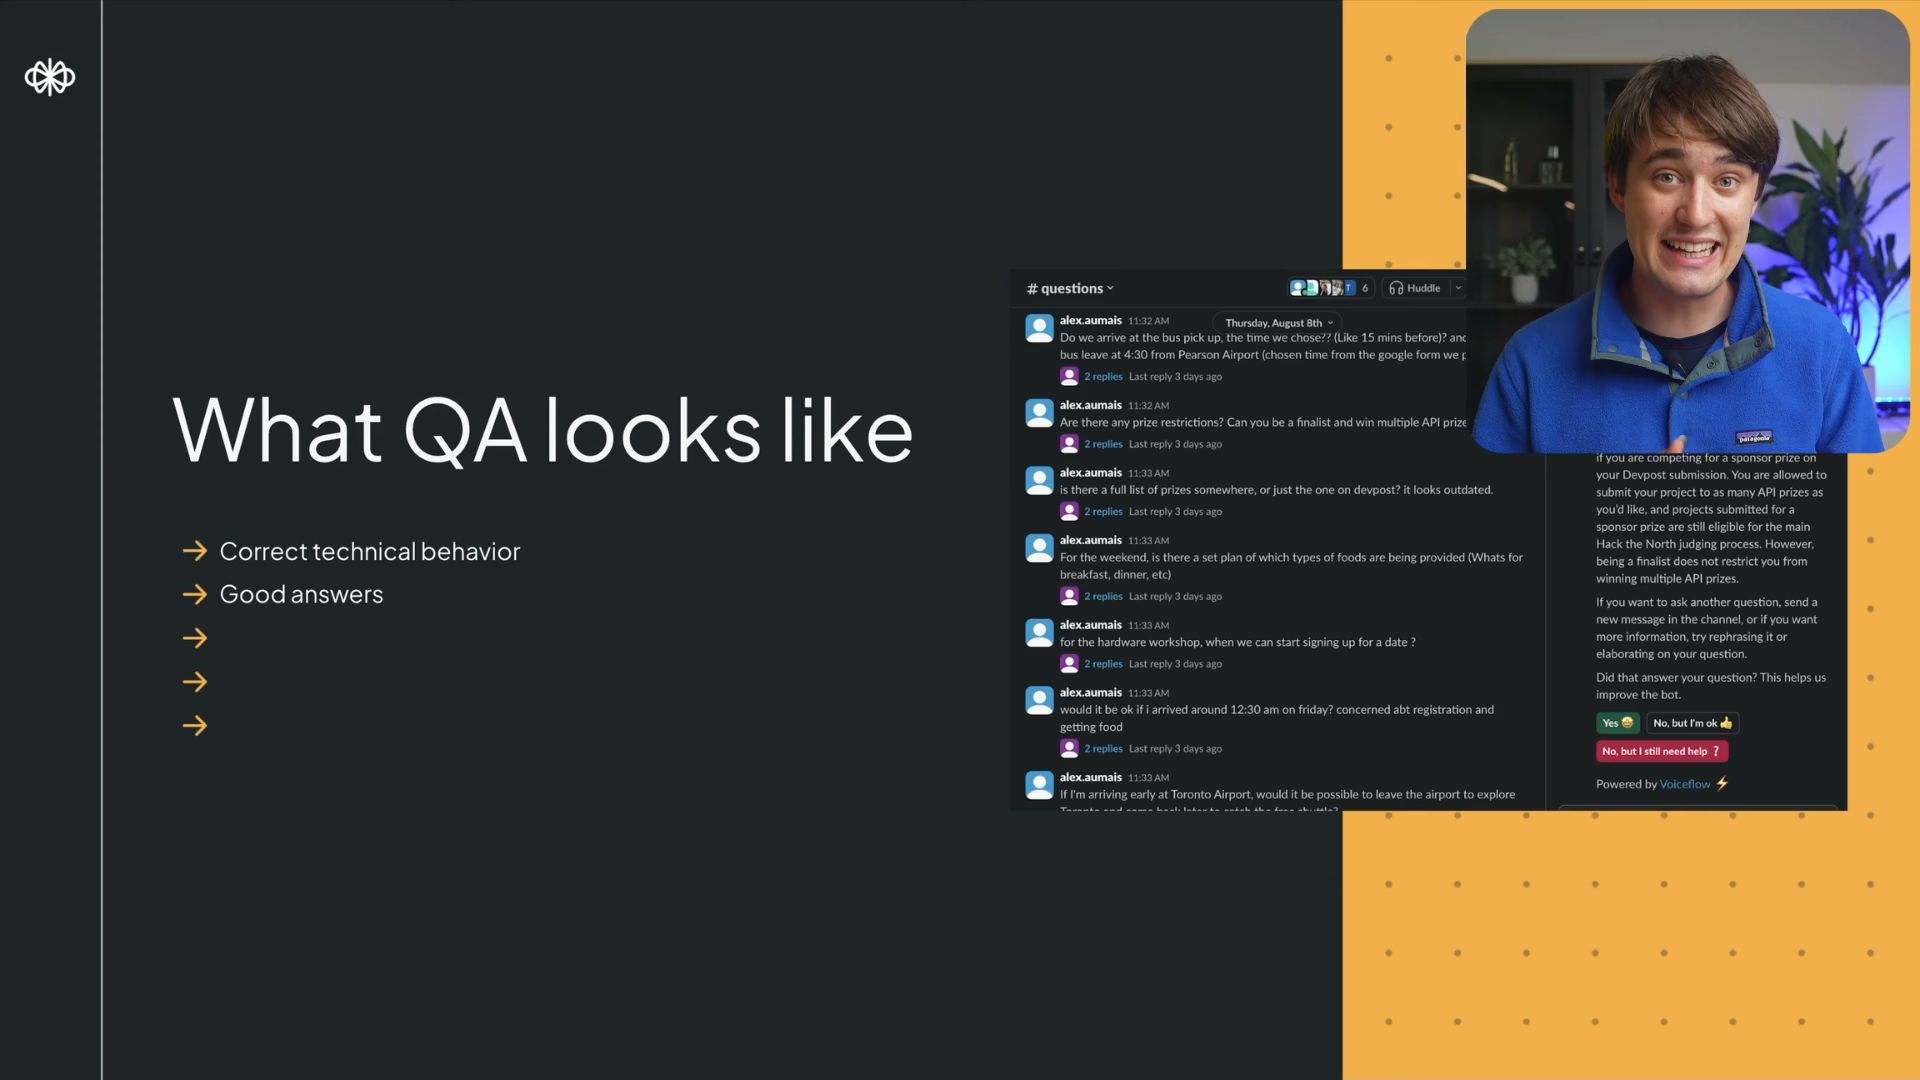 What QA looks like
→ Correct technical behavior
→ Good answers
→
→
→
# questions
6
Huddle
Thursday, August 8th
alex.aumais 11:32 AM
Do we arrive at the bus pick up, the time we chose?? (Like 15 mins before)? and
bus leave at 4:30 from Pearson Airport (chosen time from the google form we
2 replies Last reply 3 days ago
alex.aumais 11:32 AM
Are there any prize restrictions? Can you be a finalist and win multiple API prize
2 replies Last reply 3 days ago
alex.aumais 11:33 AM
is there a full list of prizes somewhere, or just the one on devpost? it looks outdated.
2 replies Last reply 3 days ago
alex.aumais 11:33 AM
For the weekend, is there a set plan of which types of foods are being provided (Whats for
breakfast, dinner, etc)
2 replies Last reply 3 days ago
alex.aumais 11:33 AM
for the hardware workshop, when we can start signing up for a date ?
2 replies Last reply 3 days ago
alex.aumais 11:33 AM
would it be ok if i arrived around 12:30 am on friday? concerned abt registration and
getting food
2 replies Last reply 3 days ago
alex.aumais 11:33 AM
If I'm arriving early at Toronto Airport, would it be possible to leave the airport to explore
Toronto and come back later to catch the free shuttle?
patagonia
if you are competing for a sponsor prize on
your Devpost submission. You are allowed to
submit your project to as many API prizes as
you'd like, and projects submitted for a
sponsor prize are still eligible for the main
Hack the North judging process. However,
being a finalist does not restrict you from
winning multiple API prizes.
If you want to ask another question, send a
new message in the channel, or if you want
more information, try rephrasing it or
elaborating on your question.
Did that answer your question? This helps us
improve the bot.
Yes 🤩 No, but I'm ok 👍
No, but I still need help ❓
Powered by Voiceflow ⚡